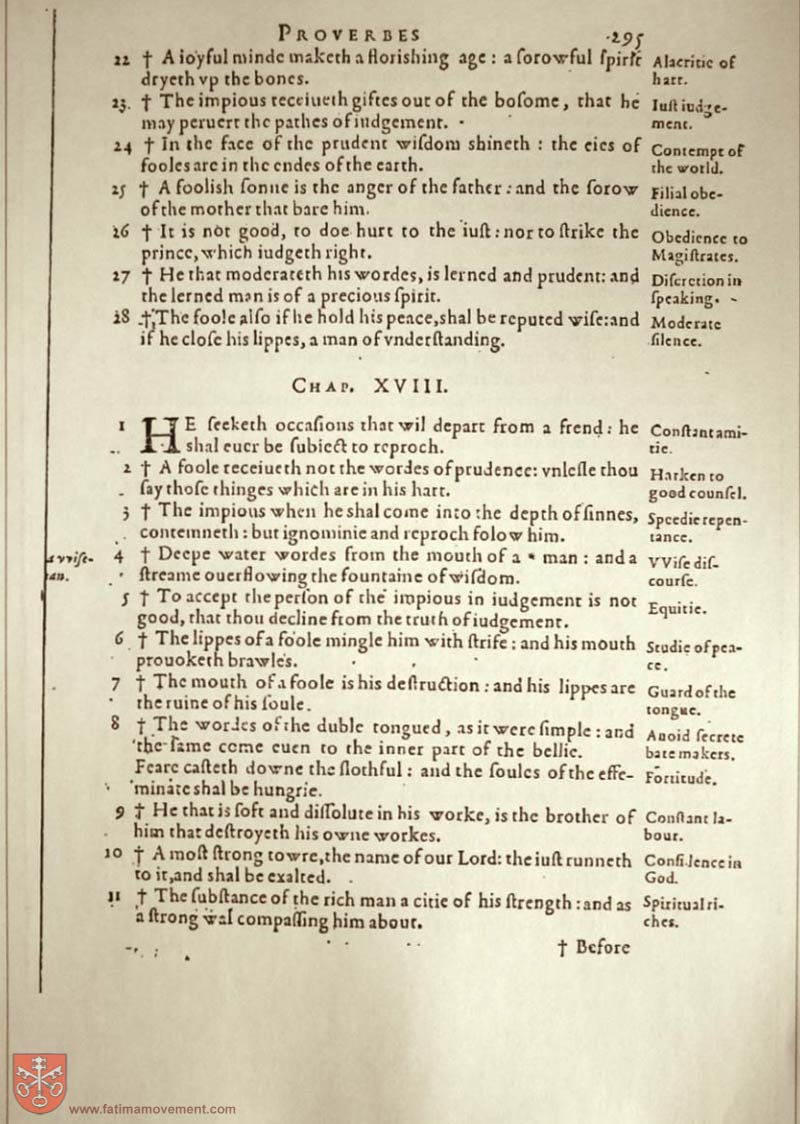 PROVERBES 295
22 † A ioyful minde maketh a florishing age : a sorowful spirit Alacritie of
dryeth vp the bones. hart.
23. † The impious receiueth giftes out of the bosome, that he Iust iudge-
may peruert the pathes of iudgement. ment.
24 † In the face of the prudent wisdom shineth : the eies of Contempt of
fooles are in the endes of the earth. the world.
25 † A foolish sonne is the anger of the father : and the sorow Filial obe-
of the mother that bare him. dience.
26 † It is not good, to doe hurt to the iust : nor to strike the Obedience to
prince, which iudgeth right. Magistrates.
27 † He that moderateth his wordes, is lerned and prudent: and Discretion in
the lerned man is of a precious spirit. speaking.
28 † The foole also if he hold his peace, shal be reputed wise: and Moderate
if he close his lippes, a man of vnderstanding. silence.
CHAP. XVIII.
1 HE seeketh occasions that wil depart from a frend : he Constant ami-
shal euer be subiect to reproch. tie.
2 † A foole receiueth not the wordes of prudence: vnlesse thou Harken to
say those thinges which are in his hart. good counsel.
3 † The impious when he shal come into the depth of sinnes, Speedie repen-
contemneth : but ignominie and reproch folow him. tance.
4 † Deepe water wordes from the mouth of a * man : and a VVise dis-
streame ouerflowing the fountaine of wisdom. course.
5 † To accept the person of the impious in iudgement is not Equitie.
good, that thou decline from the truth of iudgement.
6 † The lippes of a foole mingle him with strife : and his mouth Studie of pea-
prouoketh brawles. ce.
7 † The mouth of a foole is his destruction : and his lippes are Guard of the
the ruine of his soule. tongue.
8 † The wordes of the duble tongued, as it were simple : and Auoid secrete
the same come euen to the inner part of the bellie. bate makers.
Feare casteth downe the slothful : and the soules of the effe- Fortitude.
minate shal be hungrie.
9 † He that is soft and dissolute in his worke, is the brother of Constant la-
him that destroyeth his owne workes. bour.
10 † A most strong towre, the name of our Lord: the iust runneth Confidence in
to it, and shal be exalted. God.
11 † The substance of the rich man a citie of his strength : and as Spiritual ri-
a strong wal compassing him about. ches.
† Before
www.fatimamovement.com